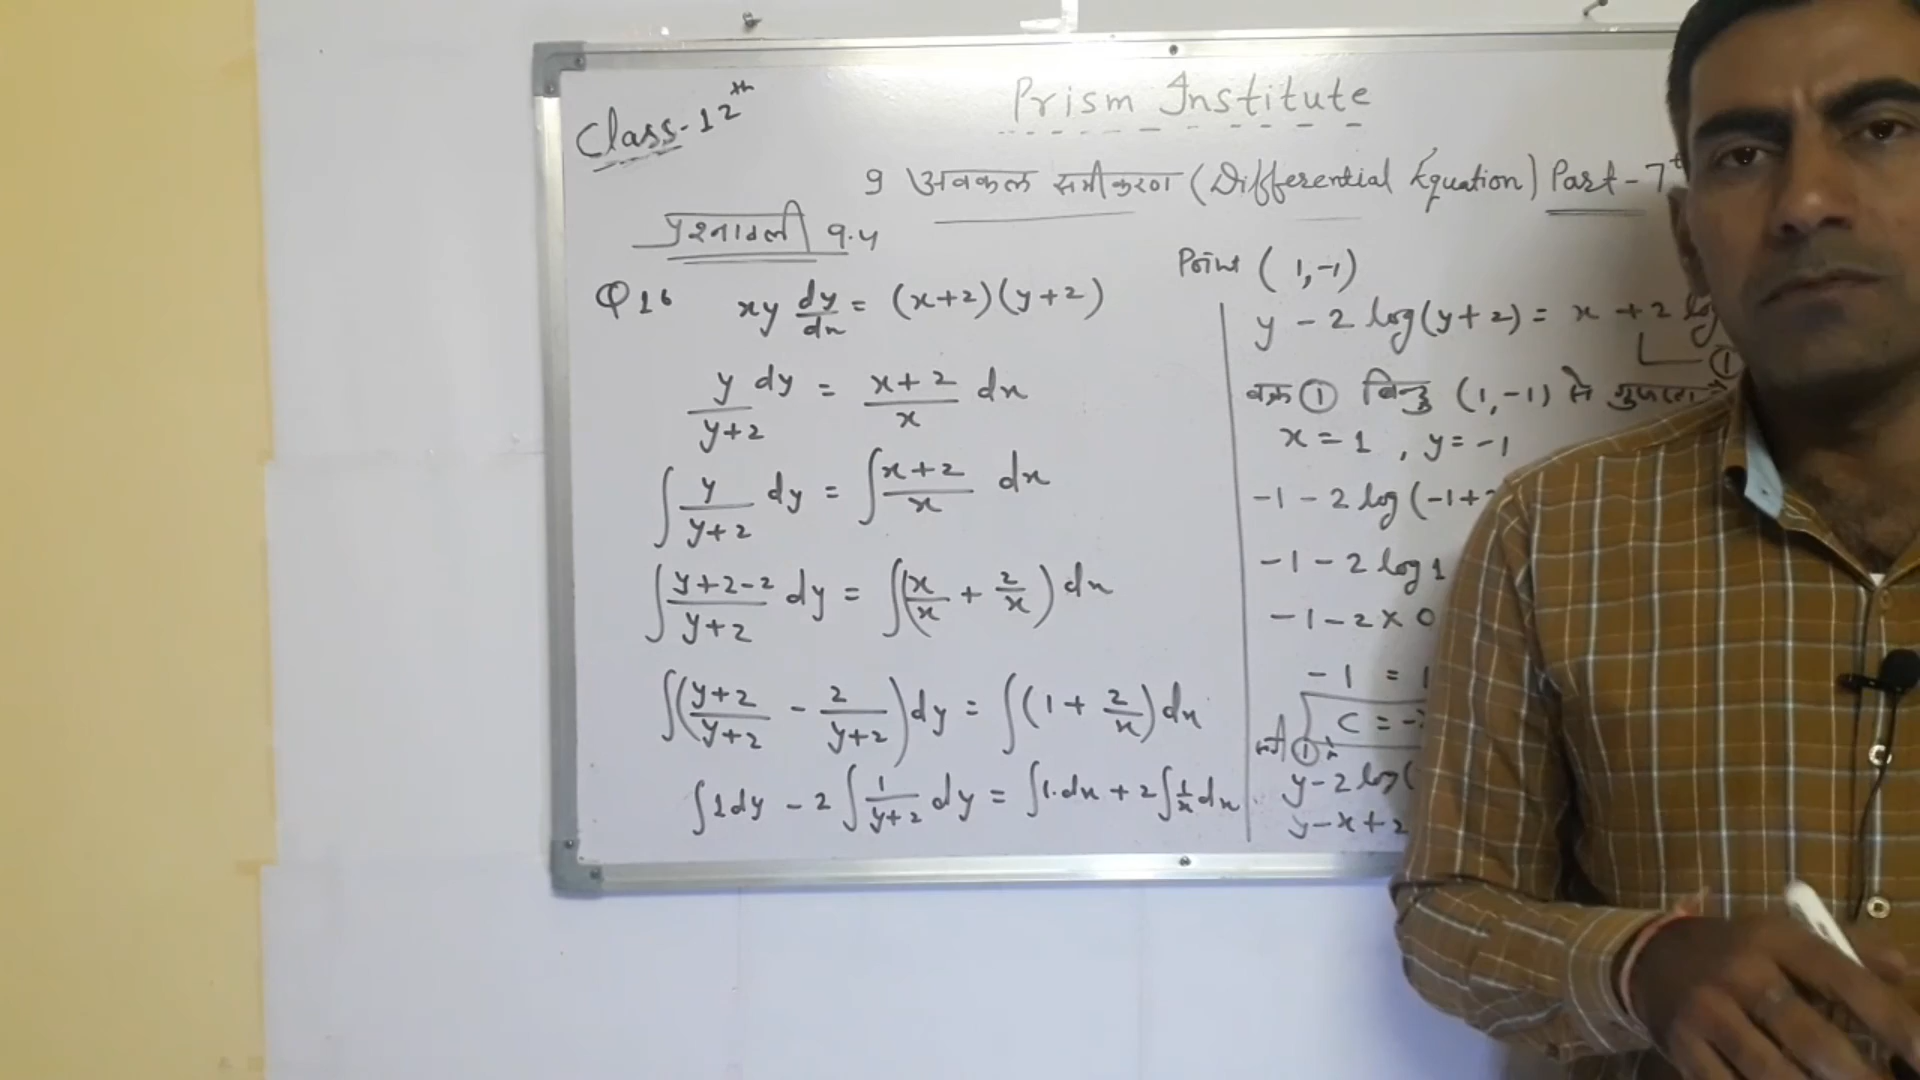 Class-12th
Prism Institute
9 अवकल समीकरण (Differential Equation) Part-7
प्रश्नावली 9.4
Q 16 xy dy/dx = (x+2)(y+2)
y/(y+2) dy = (x+2)/x dx
∫ y/(y+2) dy = ∫ (x+2)/x dx
∫ (y+2-2)/(y+2) dy = ∫(x/x + 2/x) dx
∫((y+2)/(y+2) - 2/(y+2)) dy = ∫(1 + 2/x) dx
∫1dy - 2∫ 1/(y+2) dy = ∫1.dx + 2∫ 1/x dx
Point (1,-1)
y - 2 log(y+2) = x + 2
①
वक्र ① बिन्दु (1,-1) से
x = 1 , y = -1
-1 - 2 log(-1+
-1 - 2 log 1
-1 - 2 × 0
-1 =
C = -
①
y - 2 log(
y - x + 2